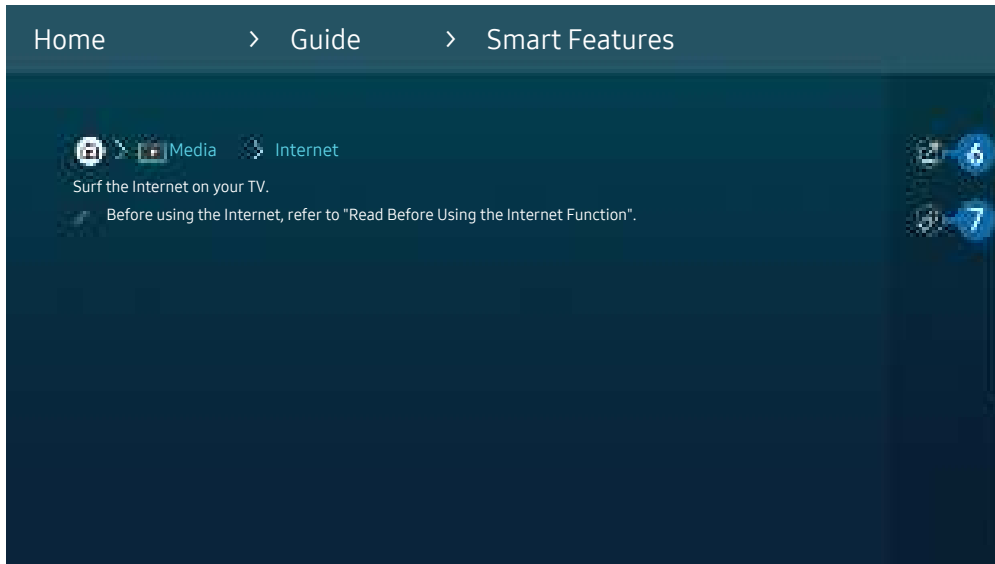 Home > Guide > Smart Features
> Media > Internet
6
Surf the Internet on your TV.
Before using the Internet, refer to "Read Before Using the Internet Function".
7